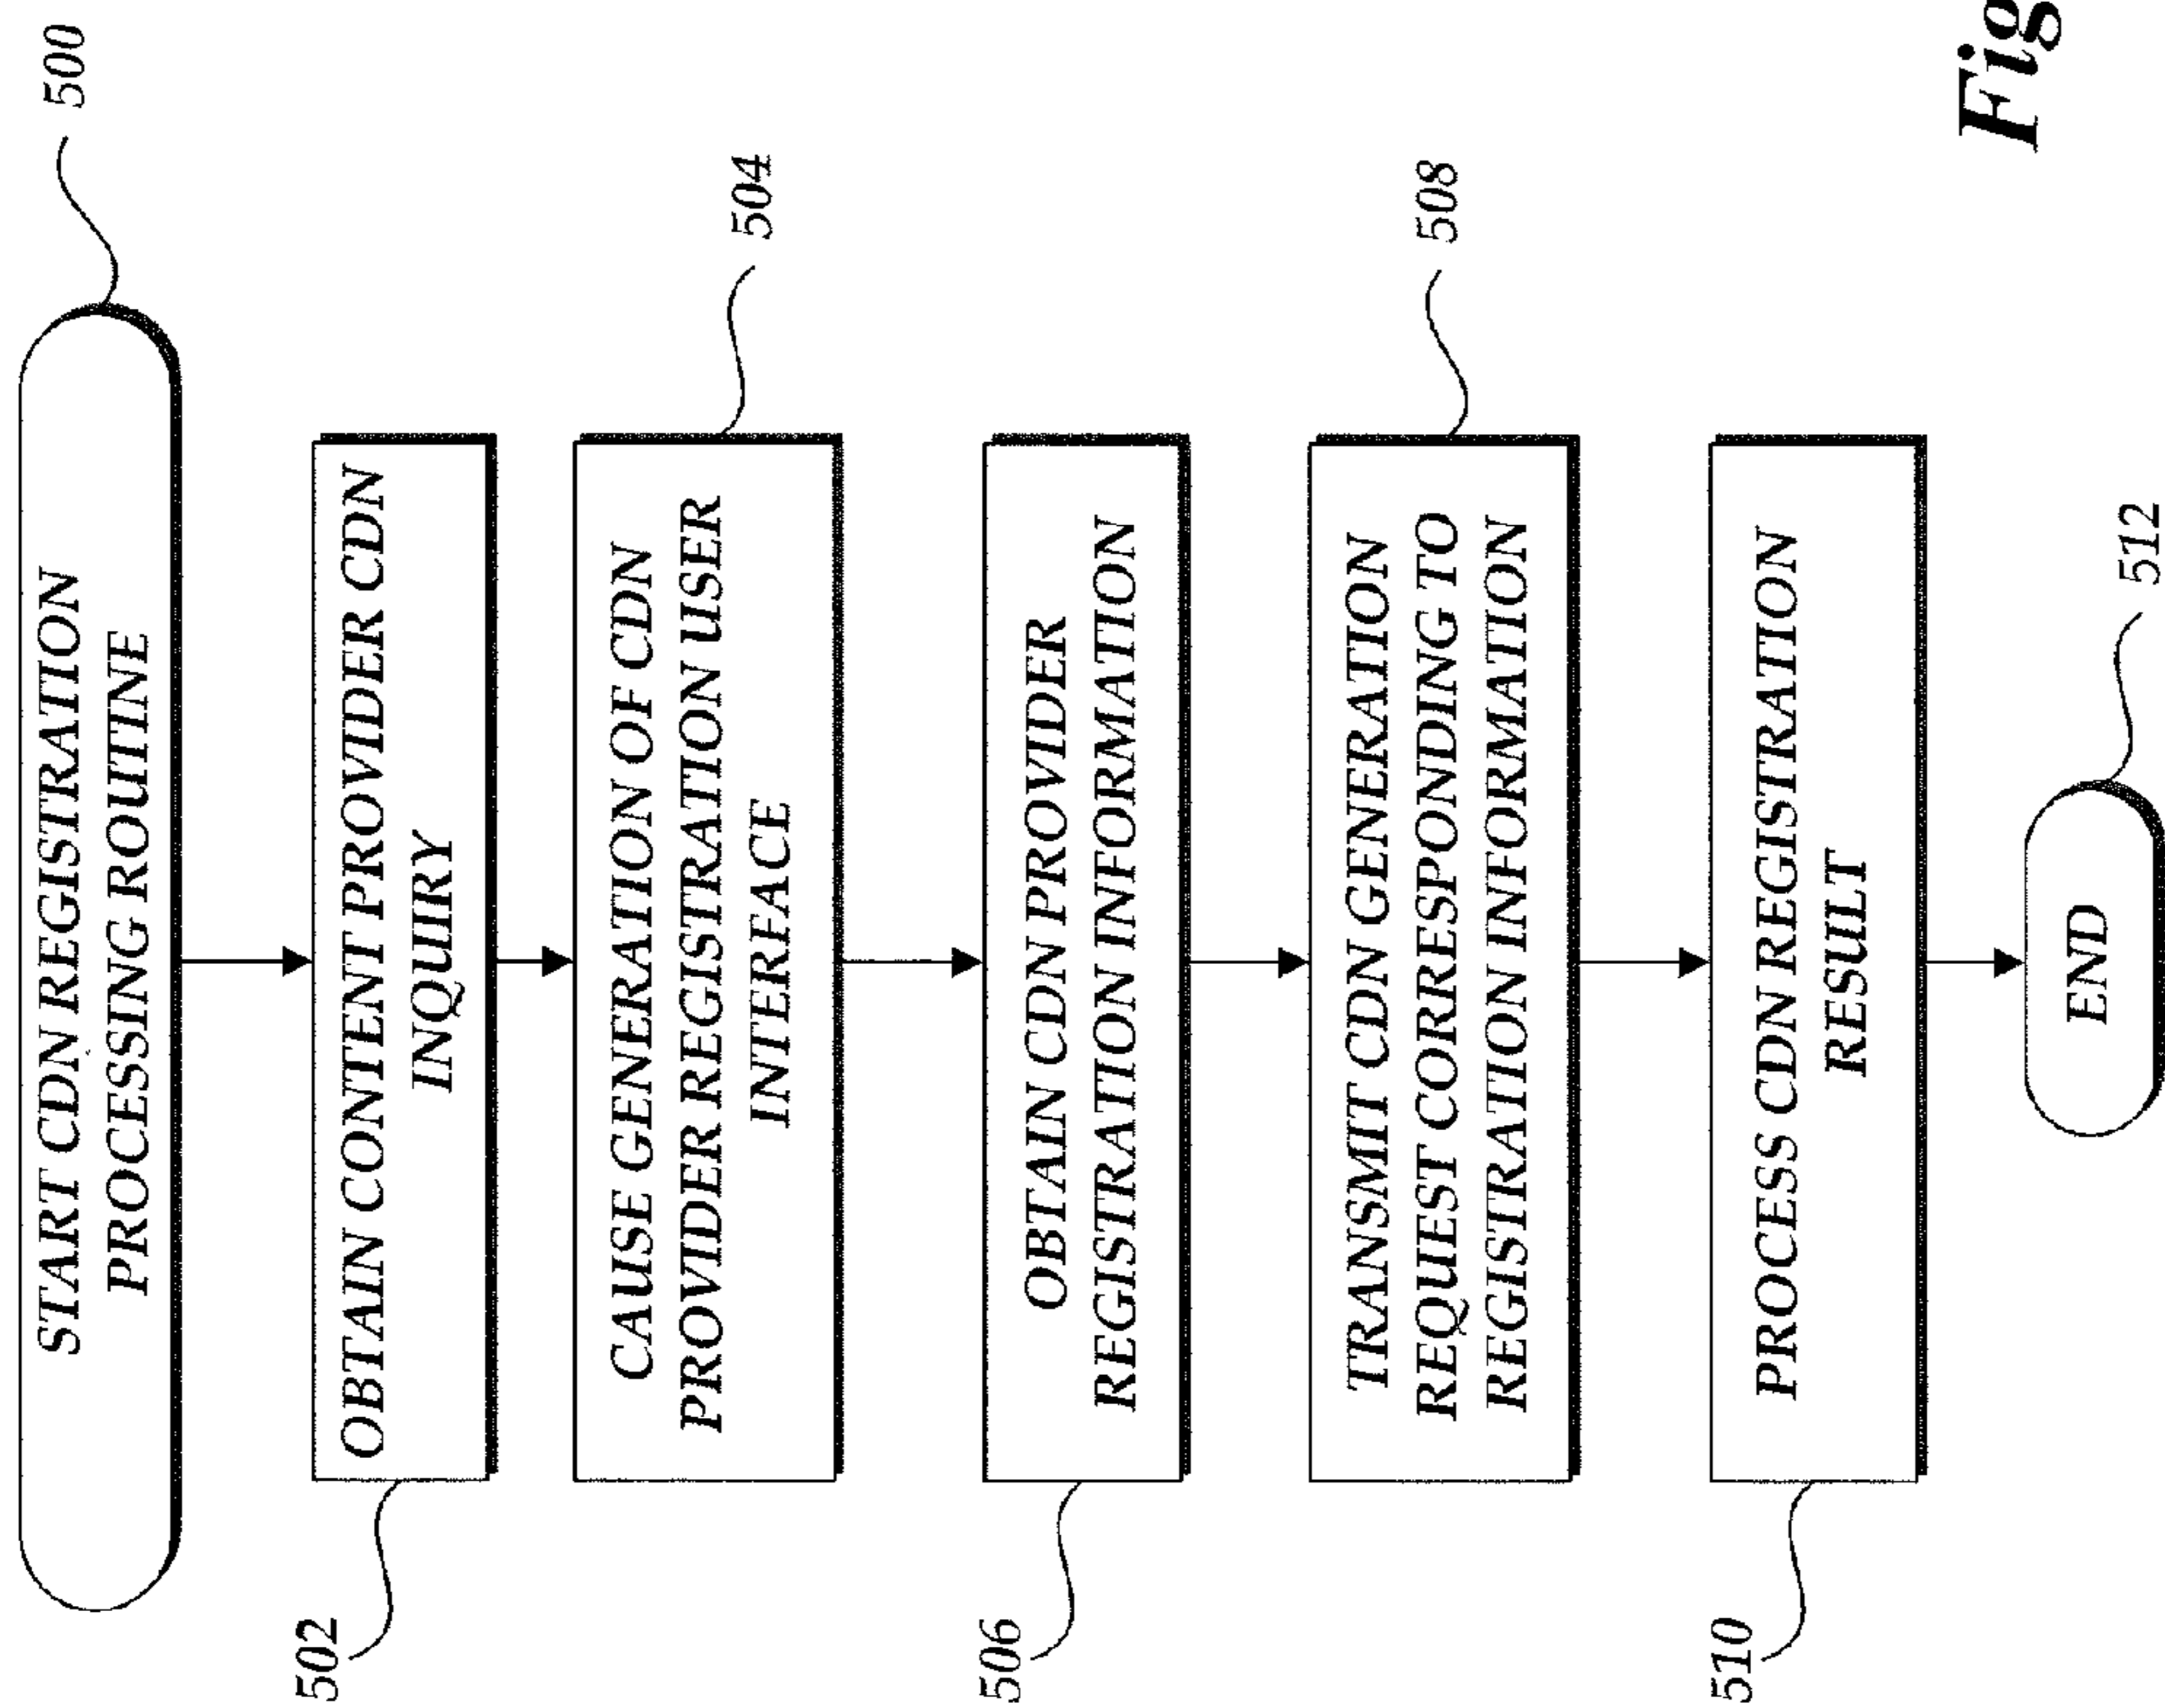 START CDN REGISTRATION
PROCESSING ROUTINE
500
OBTAIN CONTENT PROVIDER CDN
INQUIRY
502
CAUSE GENERATION OF CDN
PROVIDER REGISTRATION USER
INTERFACE
504
OBTAIN CDN PROVIDER
REGISTRATION INFORMATION
506
TRANSMIT CDN GENERATION
REQUEST CORRESPONDING TO
REGISTRATION INFORMATION
508
PROCESS CDN REGISTRATION
RESULT
510
END
512
Fig